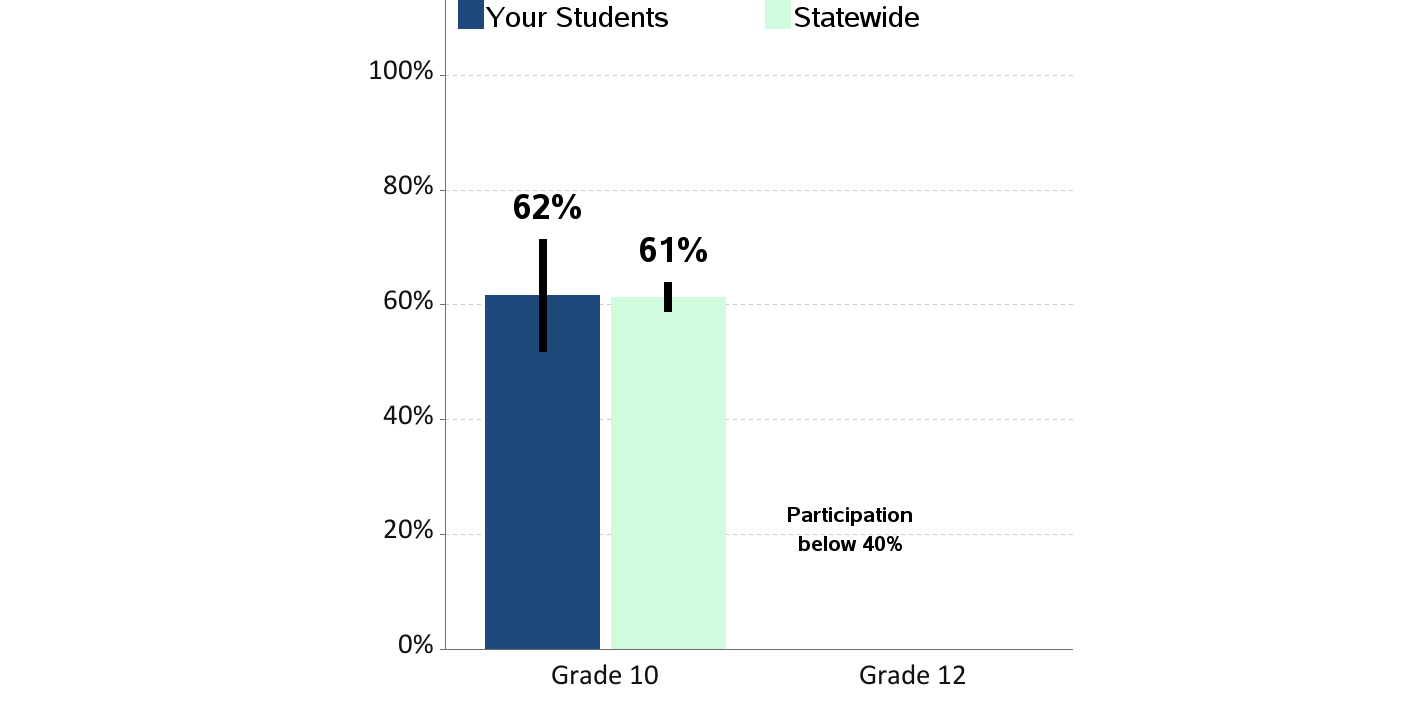 Your Students Statewide
100%
80%
62%
61%
60%
40%
Participation
20%
below 40%
0%
Grade 10 Grade 12